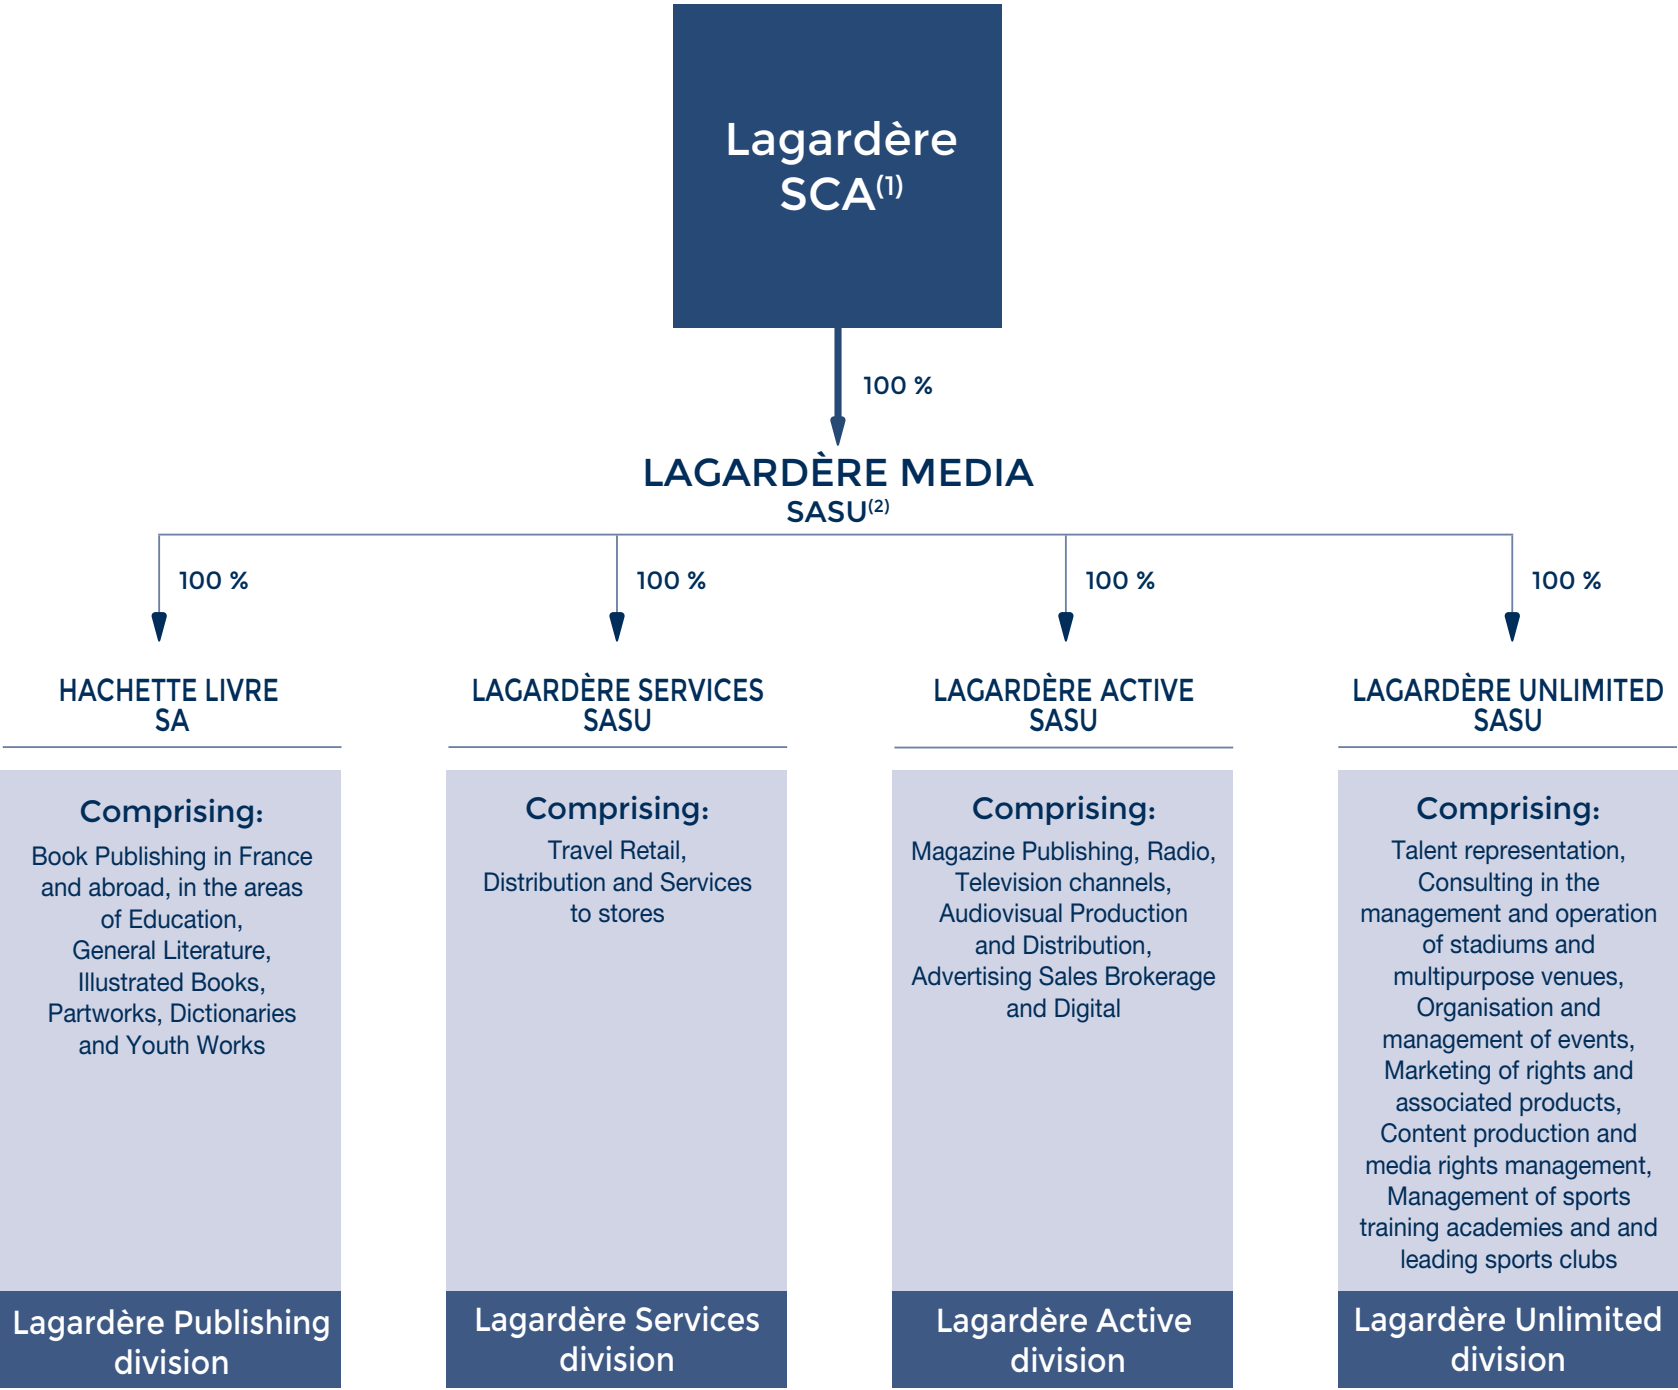 Lagardère
SCA(1)
100 %
LAGARDÈRE MEDIA
SASU(2)
100 %
100 %
100 %
100 %
HACHETTE LIVRE
SA
LAGARDÈRE SERVICES
SASU
LAGARDÈRE ACTIVE
SASU
LAGARDÈRE UNLIMITED
SASU
Comprising:
Book Publishing in France
and abroad, in the areas
of Education,
General Literature,
Illustrated Books,
Partworks, Dictionaries
and Youth Works
Comprising:
Travel Retail,
Distribution and Services
to stores
Comprising:
Magazine Publishing, Radio,
Television channels,
Audiovisual Production
and Distribution,
Advertising Sales Brokerage
and Digital
Comprising:
Talent representation,
Consulting in the
management and operation
of stadiums and
multipurpose venues,
Organisation and
management of events,
Marketing of rights and
associated products,
Content production and
media rights management,
Management of sports
training academies and and
leading sports clubs
Lagardère Publishing
division
Lagardère Services
division
Lagardère Active
division
Lagardère Unlimited
division